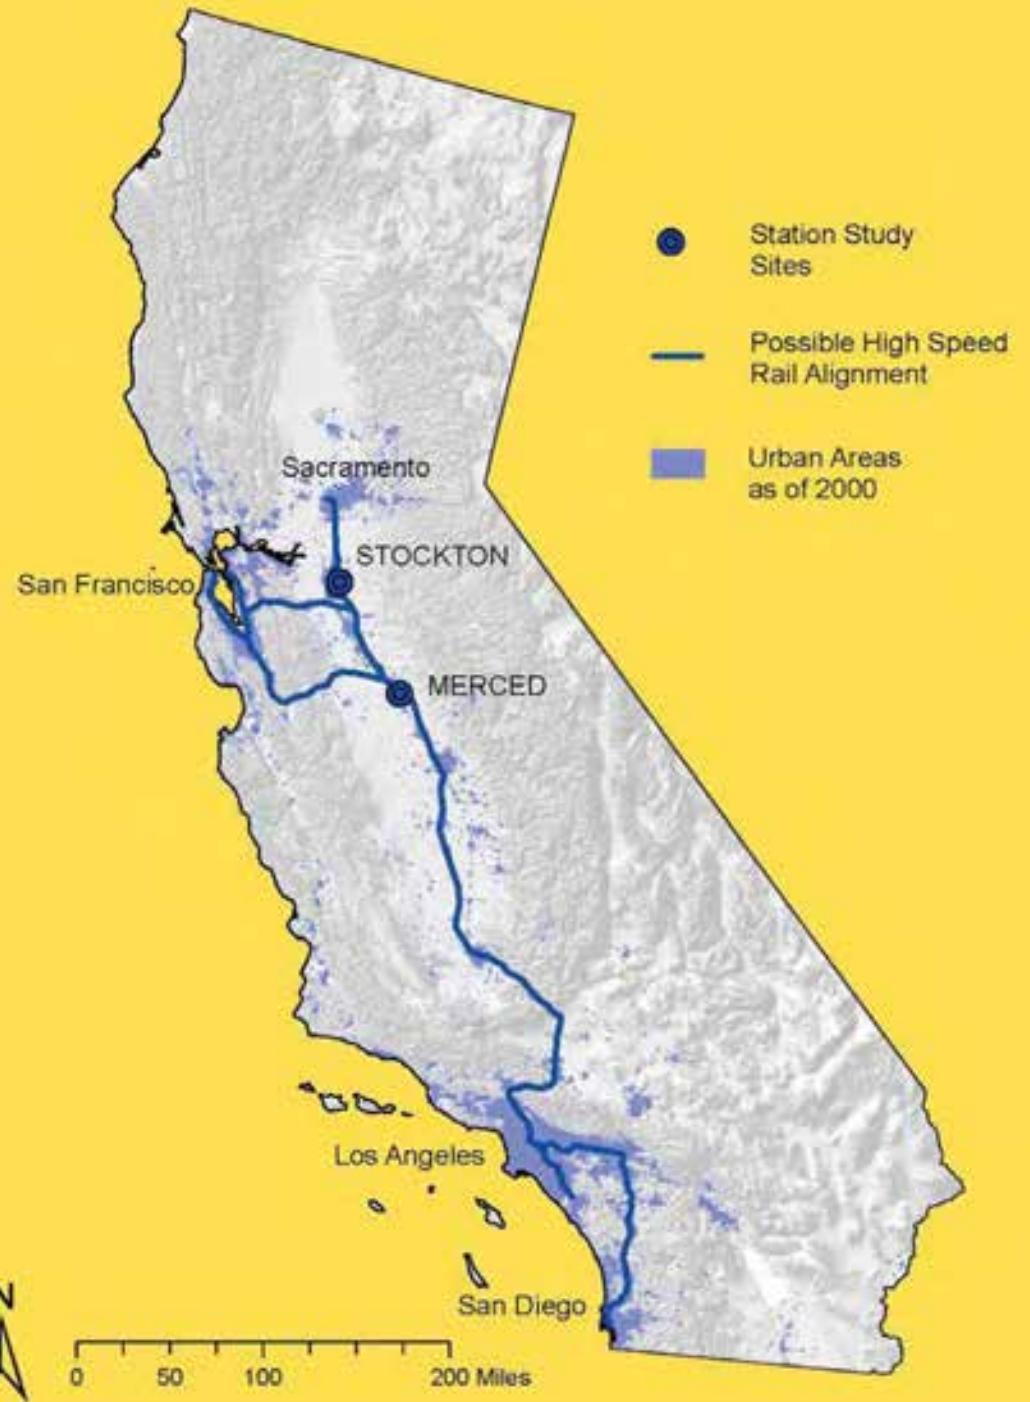 Station Study
Sites
Possible High Speed
Rail Alignment
Urban Areas
as of 2000
Sacramento
STOCKTON
San Francisco
MERCED
Los Angeles
San Diego
N
0 50 100 200 Miles